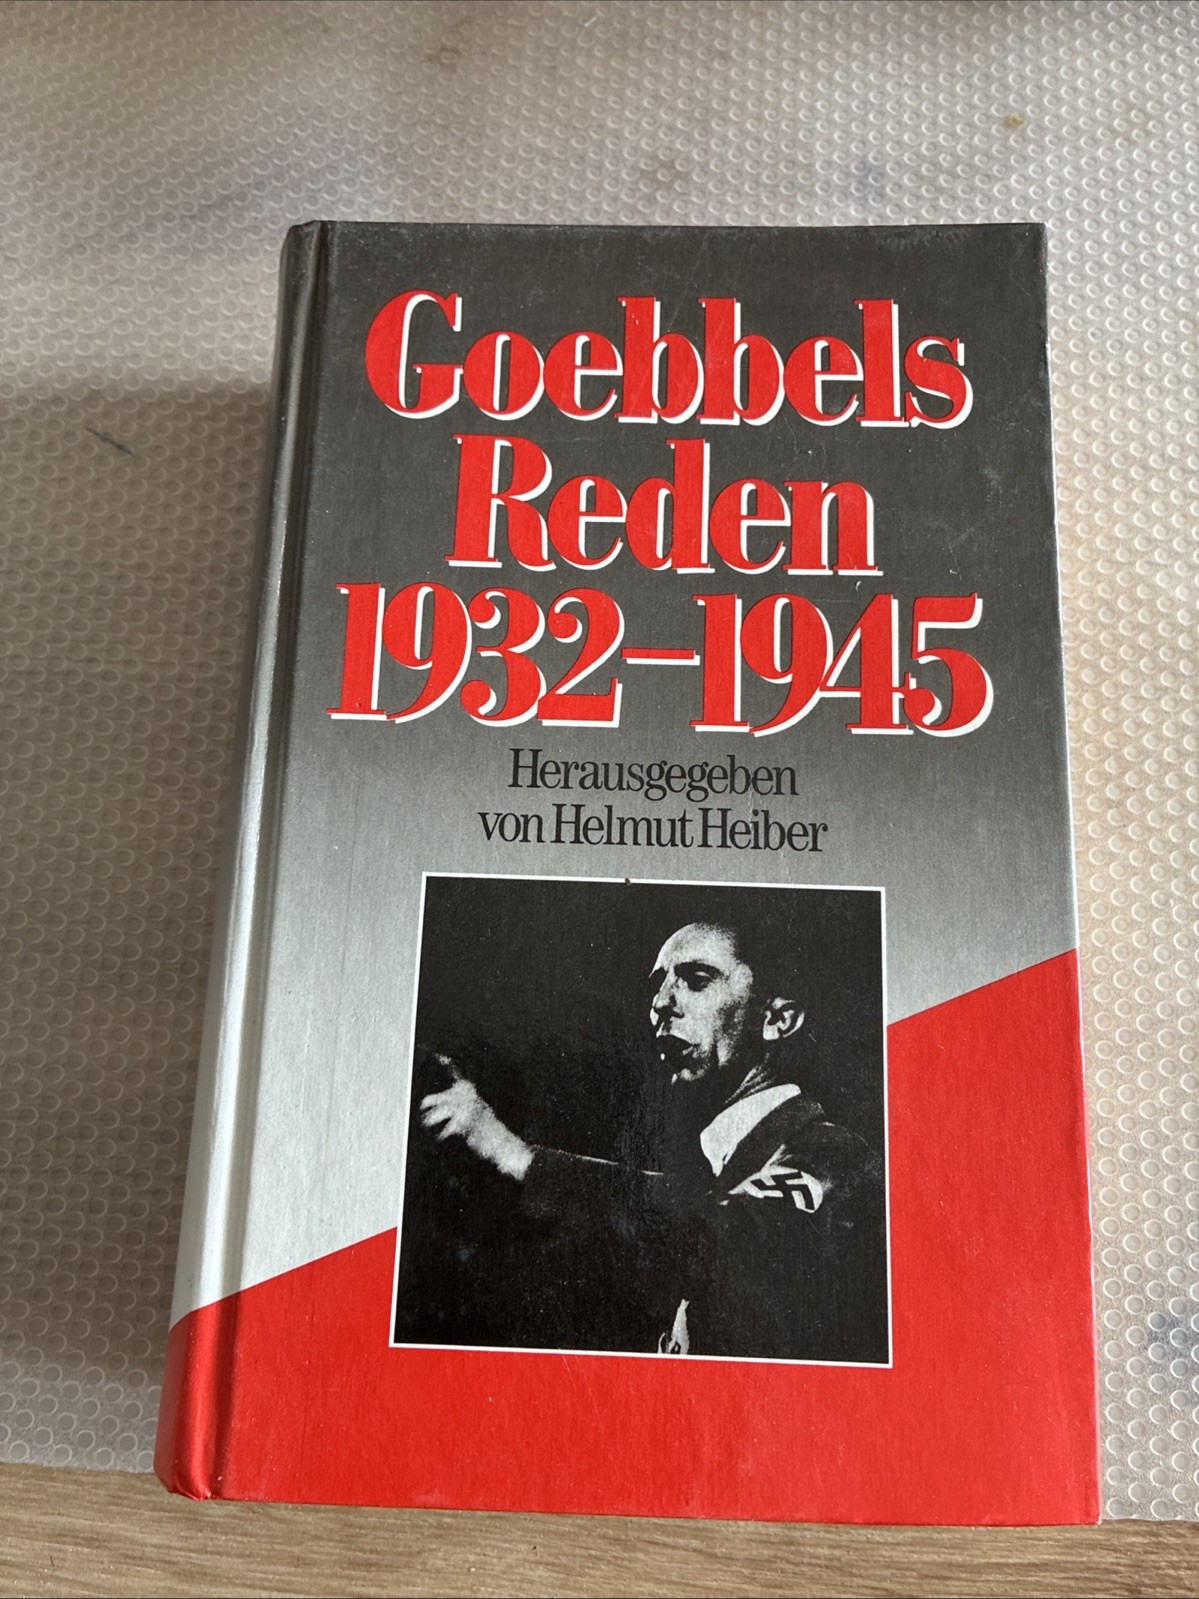 Goebbels
Reden
1932–1945
Herausgegeben
von Helmut Heiber